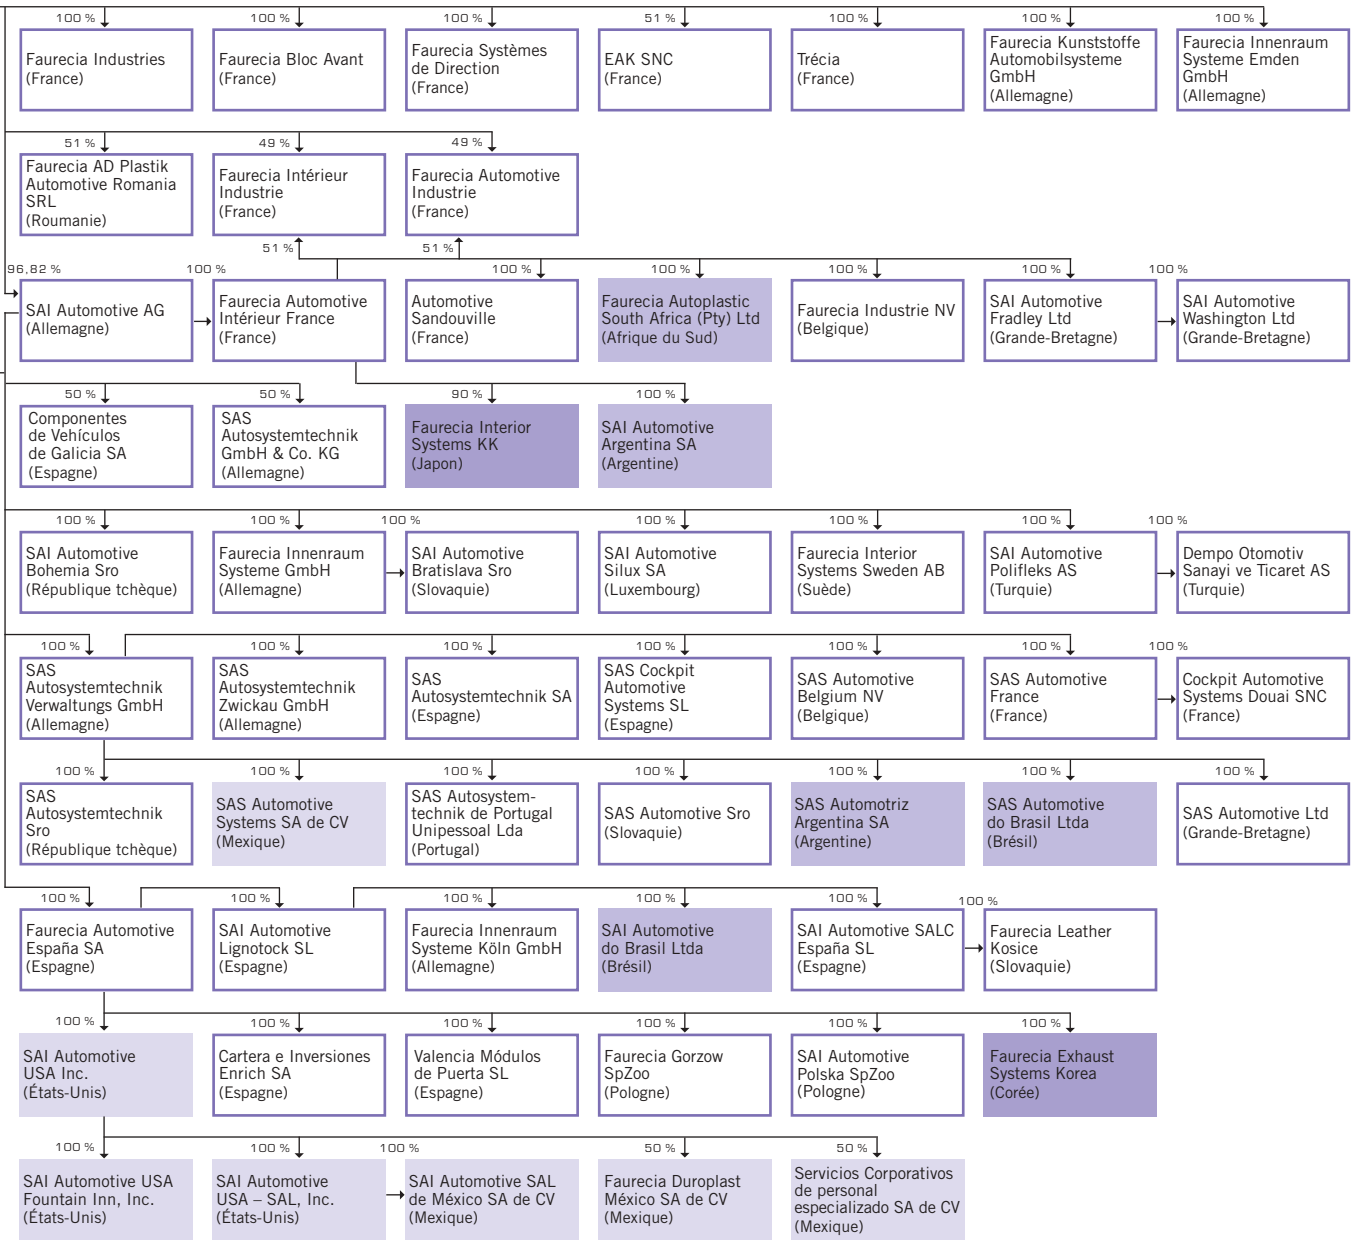 100 % 100 % 100 % 51 % 100 % 100 % 100 %
Faurecia Industries
(France)
Faurecia Bloc Avant
(France)
Faurecia Systèmes
de Direction
(France)
EAK SNC
(France)
Trécia
(France)
Faurecia Kunststoffe
Automobilsysteme
GmbH
(Allemagne)
Faurecia Innenraum
Systeme Emden
GmbH
(Allemagne)
51 % 49 % 49 %
Faurecia AD Plastik
Automotive Romania
SRL
(Roumanie)
Faurecia Intérieur
Industrie
(France)
Faurecia Automotive
Industrie
(France)
51 % 51 %
96,82 % 100 % 100 % 100 % 100 % 100 % 100 %
SAI Automotive AG
(Allemagne)
Faurecia Automotive
Intérieur France
(France)
Automotive
Sandouville
(France)
Faurecia Autoplastic
South Africa (Pty) Ltd
(Afrique du Sud)
Faurecia Industrie NV
(Belgique)
SAI Automotive
Fradley Ltd
(Grande-Bretagne)
SAI Automotive
Washington Ltd
(Grande-Bretagne)
50 % 50 % 90 % 100 %
Componentes
de Vehículos
de Galicia SA
(Espagne)
SAS
Autosystemtechnik
GmbH & Co. KG
(Allemagne)
Faurecia Interior
Systems KK
(Japon)
SAI Automotive
Argentina SA
(Argentine)
100 % 100 % 100 % 100 % 100 % 100 % 100 %
SAI Automotive
Bohemia Sro
(République tchèque)
Faurecia Innenraum
Systeme GmbH
(Allemagne)
SAI Automotive
Bratislava Sro
(Slovaquie)
SAI Automotive
Silux SA
(Luxembourg)
Faurecia Interior
Systems Sweden AB
(Suède)
SAI Automotive
Polifleks AS
(Turquie)
Dempo Otomotiv
Sanayi ve Ticaret AS
(Turquie)
100 % 100 % 100 % 100 % 100 % 100 % 100 %
SAS
Autosystemtechnik
Verwaltungs GmbH
(Allemagne)
SAS
Autosystemtechnik
Zwickau GmbH
(Allemagne)
SAS
Autosystemtechnik SA
(Espagne)
SAS Cockpit
Automotive
Systems SL
(Espagne)
SAS Automotive
Belgium NV
(Belgique)
SAS Automotive
France
(France)
Cockpit Automotive
Systems Douai SNC
(France)
100 % 100 % 100 % 100 % 100 % 100 % 100 %
SAS
Autosystemtechnik
Sro
(République tchèque)
SAS Automotive
Systems SA de CV
(Mexique)
SAS Autosystem-
technik de Portugal
Unipessoal Lda
(Portugal)
SAS Automotive Sro
(Slovaquie)
SAS Automotriz
Argentina SA
(Argentine)
SAS Automotive
do Brasil Ltda
(Brésil)
SAS Automotive Ltd
(Grande-Bretagne)
100 % 100 % 100 % 100 % 100 % 100 %
Faurecia Automotive
España SA
(Espagne)
SAI Automotive
Lignotock SL
(Espagne)
Faurecia Innenraum
Systeme Köln GmbH
(Allemagne)
SAI Automotive
do Brasil Ltda
(Brésil)
SAI Automotive SALC
España SL
(Espagne)
Faurecia Leather
Kosice
(Slovaquie)
100 % 100 % 100 % 100 % 100 % 100 %
SAI Automotive
USA Inc.
(États-Unis)
Cartera e Inversiones
Enrich SA
(Espagne)
Valencia Módulos
de Puerta SL
(Espagne)
Faurecia Gorzow
SpZoo
(Pologne)
SAI Automotive
Polska SpZoo
(Pologne)
Faurecia Exhaust
Systems Korea
(Corée)
100 % 100 % 100 % 50 % 50 %
SAI Automotive USA
Fountain Inn, Inc.
(États-Unis)
SAI Automotive
USA – SAL, Inc.
(États-Unis)
SAI Automotive SAL
de México SA de CV
(Mexique)
Faurecia Duroplast
México SA de CV
(Mexique)
Servicios Corporativos
de personal
especializado SA de CV
(Mexique)